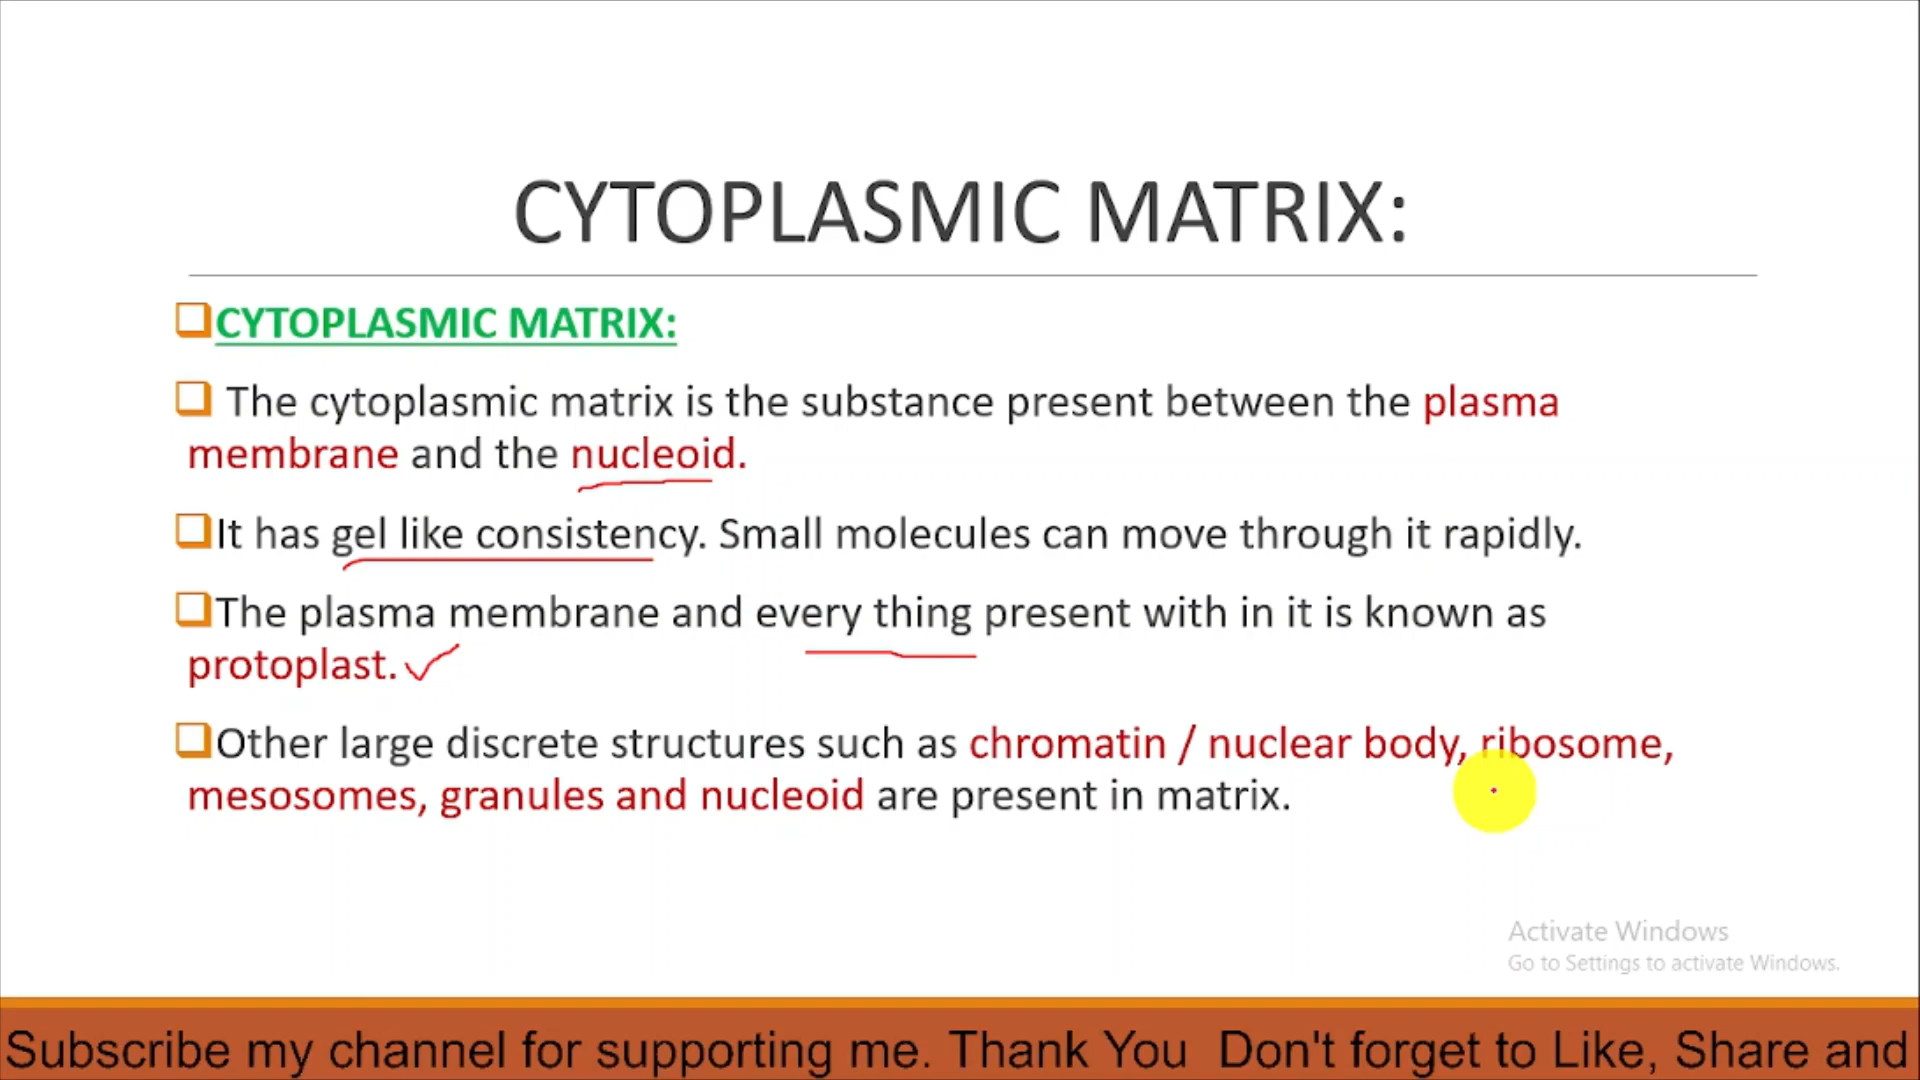 CYTOPLASMIC MATRIX:
CYTOPLASMIC MATRIX:
The cytoplasmic matrix is the substance present between the plasma
membrane and the nucleoid.
It has gel like consistency. Small molecules can move through it rapidly.
The plasma membrane and every thing present with in it is known as
protoplast.
Other large discrete structures such as chromatin / nuclear body, ribosome,
mesosomes, granules and nucleoid are present in matrix.
Activate Windows
Go to Settings to activate Windows.
Subscribe my channel for supporting me. Thank You Don't forget to Like, Share and